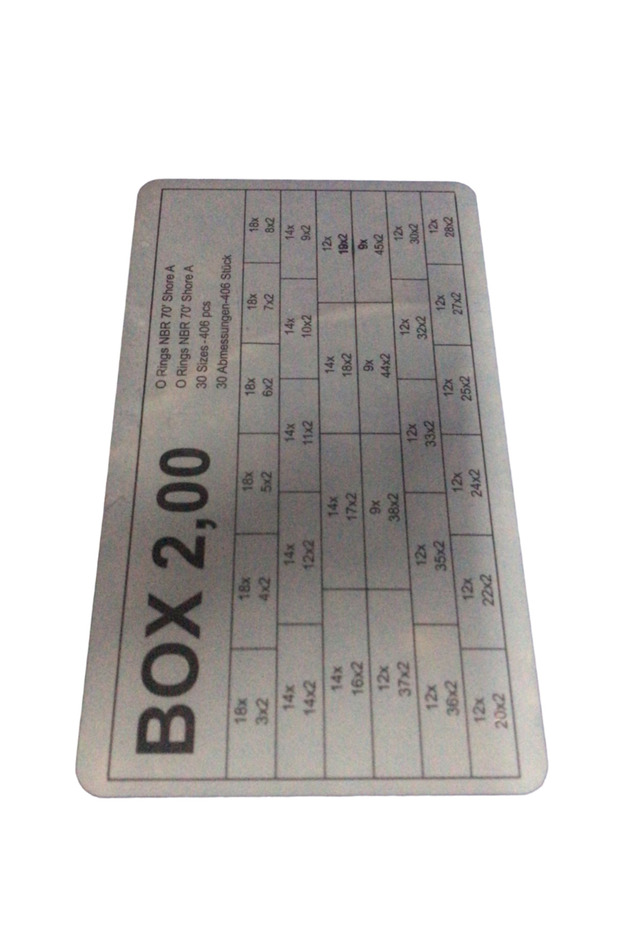 BOX 2,00
O Rings NBR 70' Shore A
O Rings NBR 70' Shore A
30 Sizes-406 pcs
30 Abmessungen-406 Stück
18x 18x 18x 18x 18x 18x
3x2 4x2 5x2 6x2 7x2 8x2
14x 14x 14x 14x 14x
14x2 12x2 11x2 10x2 9x2
14x 14x 14x 12x
16x2 17x2 18x2 19x2
12x 9x 9x 9x
37x2 38x2 44x2 45x2
12x 12x 12x 12x 12x
36x2 35x2 33x2 32x2 30x2
12x 12x 12x 12x 12x 12x
20x2 22x2 24x2 25x2 27x2 28x2